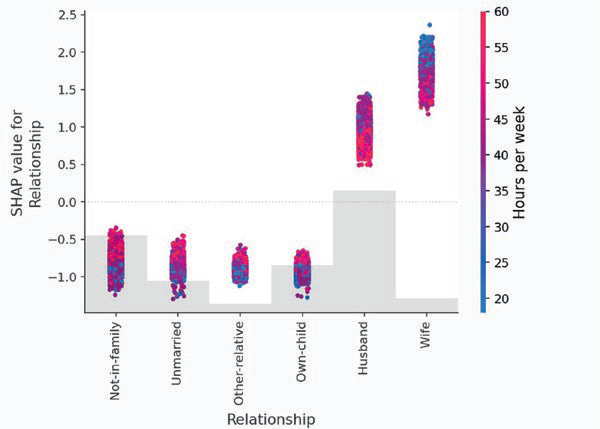 2.5
2.0
1.5
1.0
0.5
0.0
−0.5
−1.0
SHAP value for
Relationship
Not-in-family
Unmarried
Other-relative
Own-child
Husband
Wife
Relationship
60
55
50
45
40
35
30
25
20
Hours per week